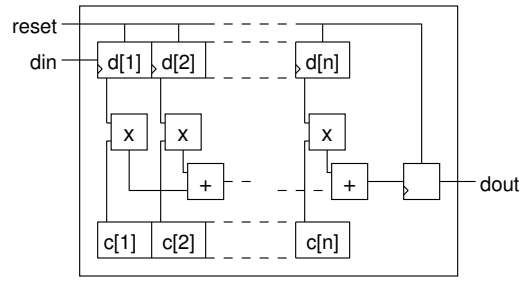 reset
din d[1] d[2] d[n]
x x x
+ + dout
c[1] c[2] c[n]